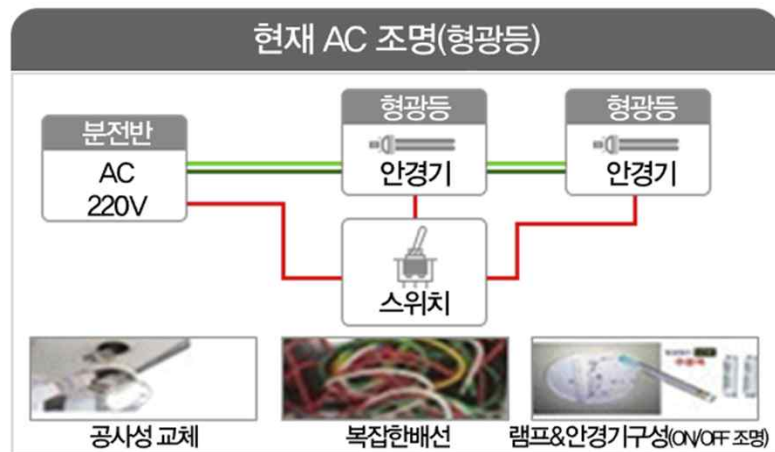 현재 AC 조명(형광등)
분전반
AC
220V
형광등
안경기
형광등
안경기
스위치
공사성 교체
복잡한배선
램프&안경기구성(ON/OFF 조명)